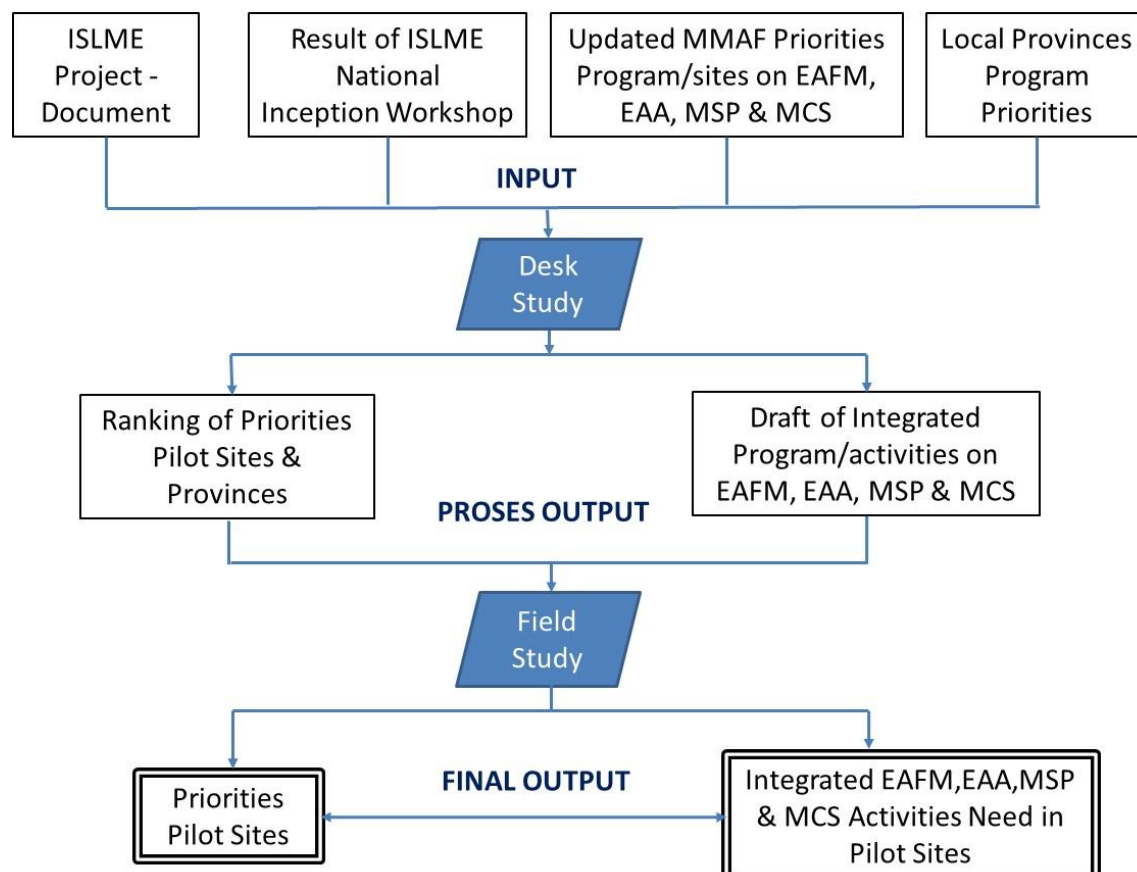 ISLME
Project -
Document
Result of ISLME
National
Inception Workshop
Updated MMAF Priorities
Program/sites on EAFM,
EAA, MSP & MCS
Local Provinces
Program
Priorities
INPUT
Desk
Study
Ranking of Priorities
Pilot Sites &
Provinces
Draft of Integrated
Program/activities on
EAFM, EAA, MSP & MCS
PROSES OUTPUT
Field
Study
FINAL OUTPUT
Priorities
Pilot Sites
Integrated EAFM,EAA,MSP
& MCS Activities Need in
Pilot Sites